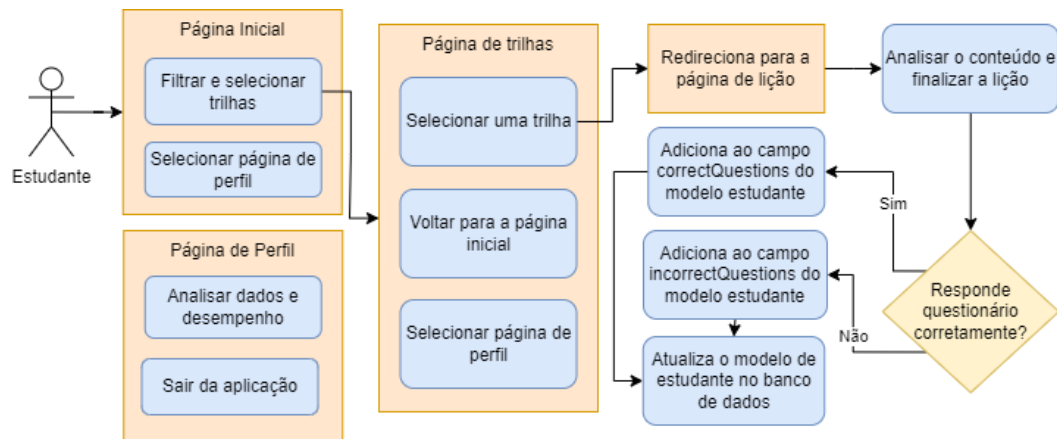 Estudante
Página Inicial
Filtrar e selecionar
trilhas
Selecionar página de
perfil
Página de Perfil
Analisar dados e
desempenho
Sair da aplicação
Página de trilhas
Selecionar uma trilha
Voltar para a página
inicial
Selecionar página de
perfil
Redireciona para a
página de lição
Analisar o conteúdo e
finalizar a lição
Responde
questionário
corretamente?
Sim
Adiciona ao campo
correctQuestions do
modelo estudante
Não
Adiciona ao campo
incorrectQuestions do
modelo estudante
Atualiza o modelo de
estudante no banco
de dados